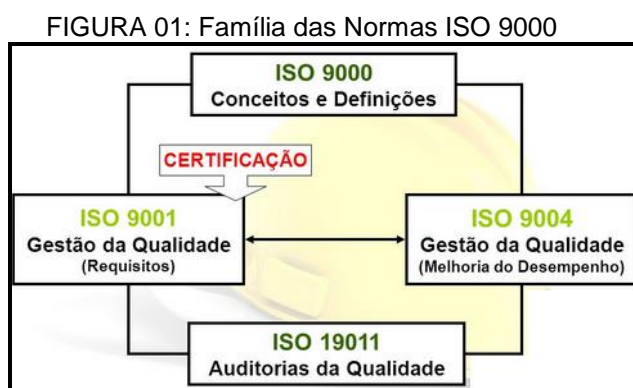 FIGURA 01: Família das Normas ISO 9000
ISO 9000
Conceitos e Definições
CERTIFICAÇÃO
ISO 9001
Gestão da Qualidade
(Requisitos)
ISO 9004
Gestão da Qualidade
(Melhoria do Desempenho)
ISO 19011
Auditorias da Qualidade